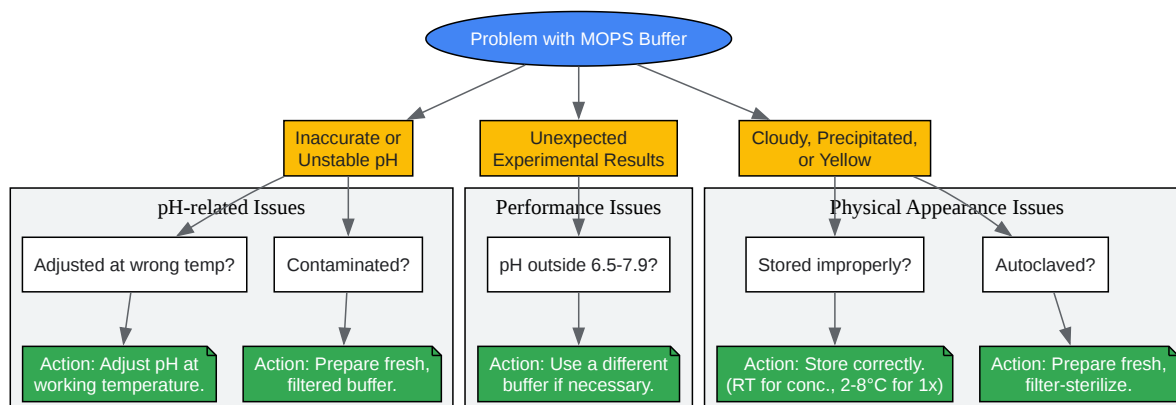 Problem with MOPS Buffer
Inaccurate or
Unstable pH
Unexpected
Experimental Results
Cloudy, Precipitated,
or Yellow
pH-related Issues
Performance Issues
Physical Appearance Issues
Adjusted at wrong temp?
Contaminated?
pH outside 6.5-7.9?
Stored improperly?
Autoclaved?
Action: Adjust pH at
working temperature.
Action: Prepare fresh,
filtered buffer.
Action: Use a different
buffer if necessary.
Action: Store correctly.
(RT for conc., 2-8°C for 1x)
Action: Prepare fresh,
filter-sterilize.